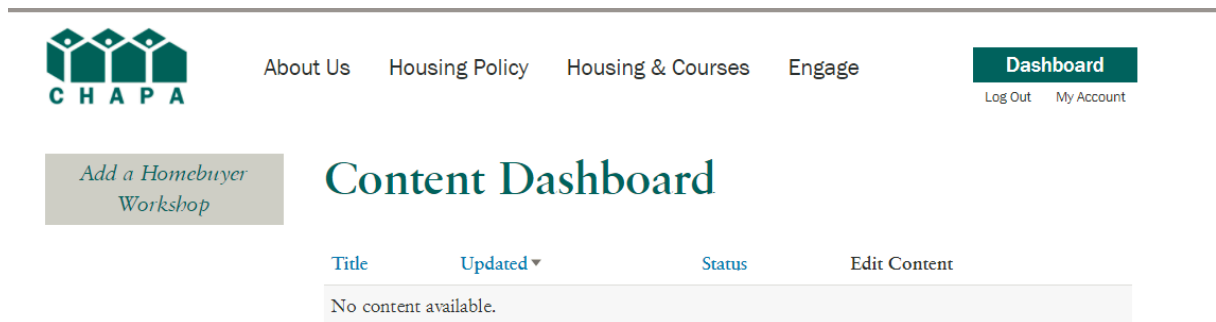 CHAPA
About Us Housing Policy Housing & Courses Engage
Dashboard
Log Out My Account
Add a Homebuyer
Workshop
Content Dashboard
Title Updated Status Edit Content
No content available.